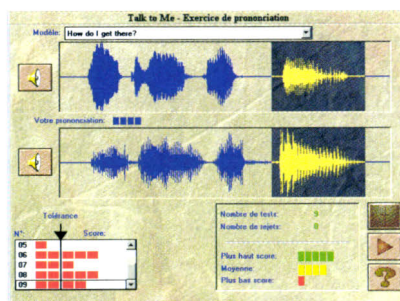 Talk to Me - Exercice de prononciation
Modèle: How do I get there?
Votre prononciation:
Tolérance
N°: Score:
05
06
07
08
09
Nombre de tests: 9
Nombre de rejets: 0
Plus haut score:
Moyenne:
Plus bas score: